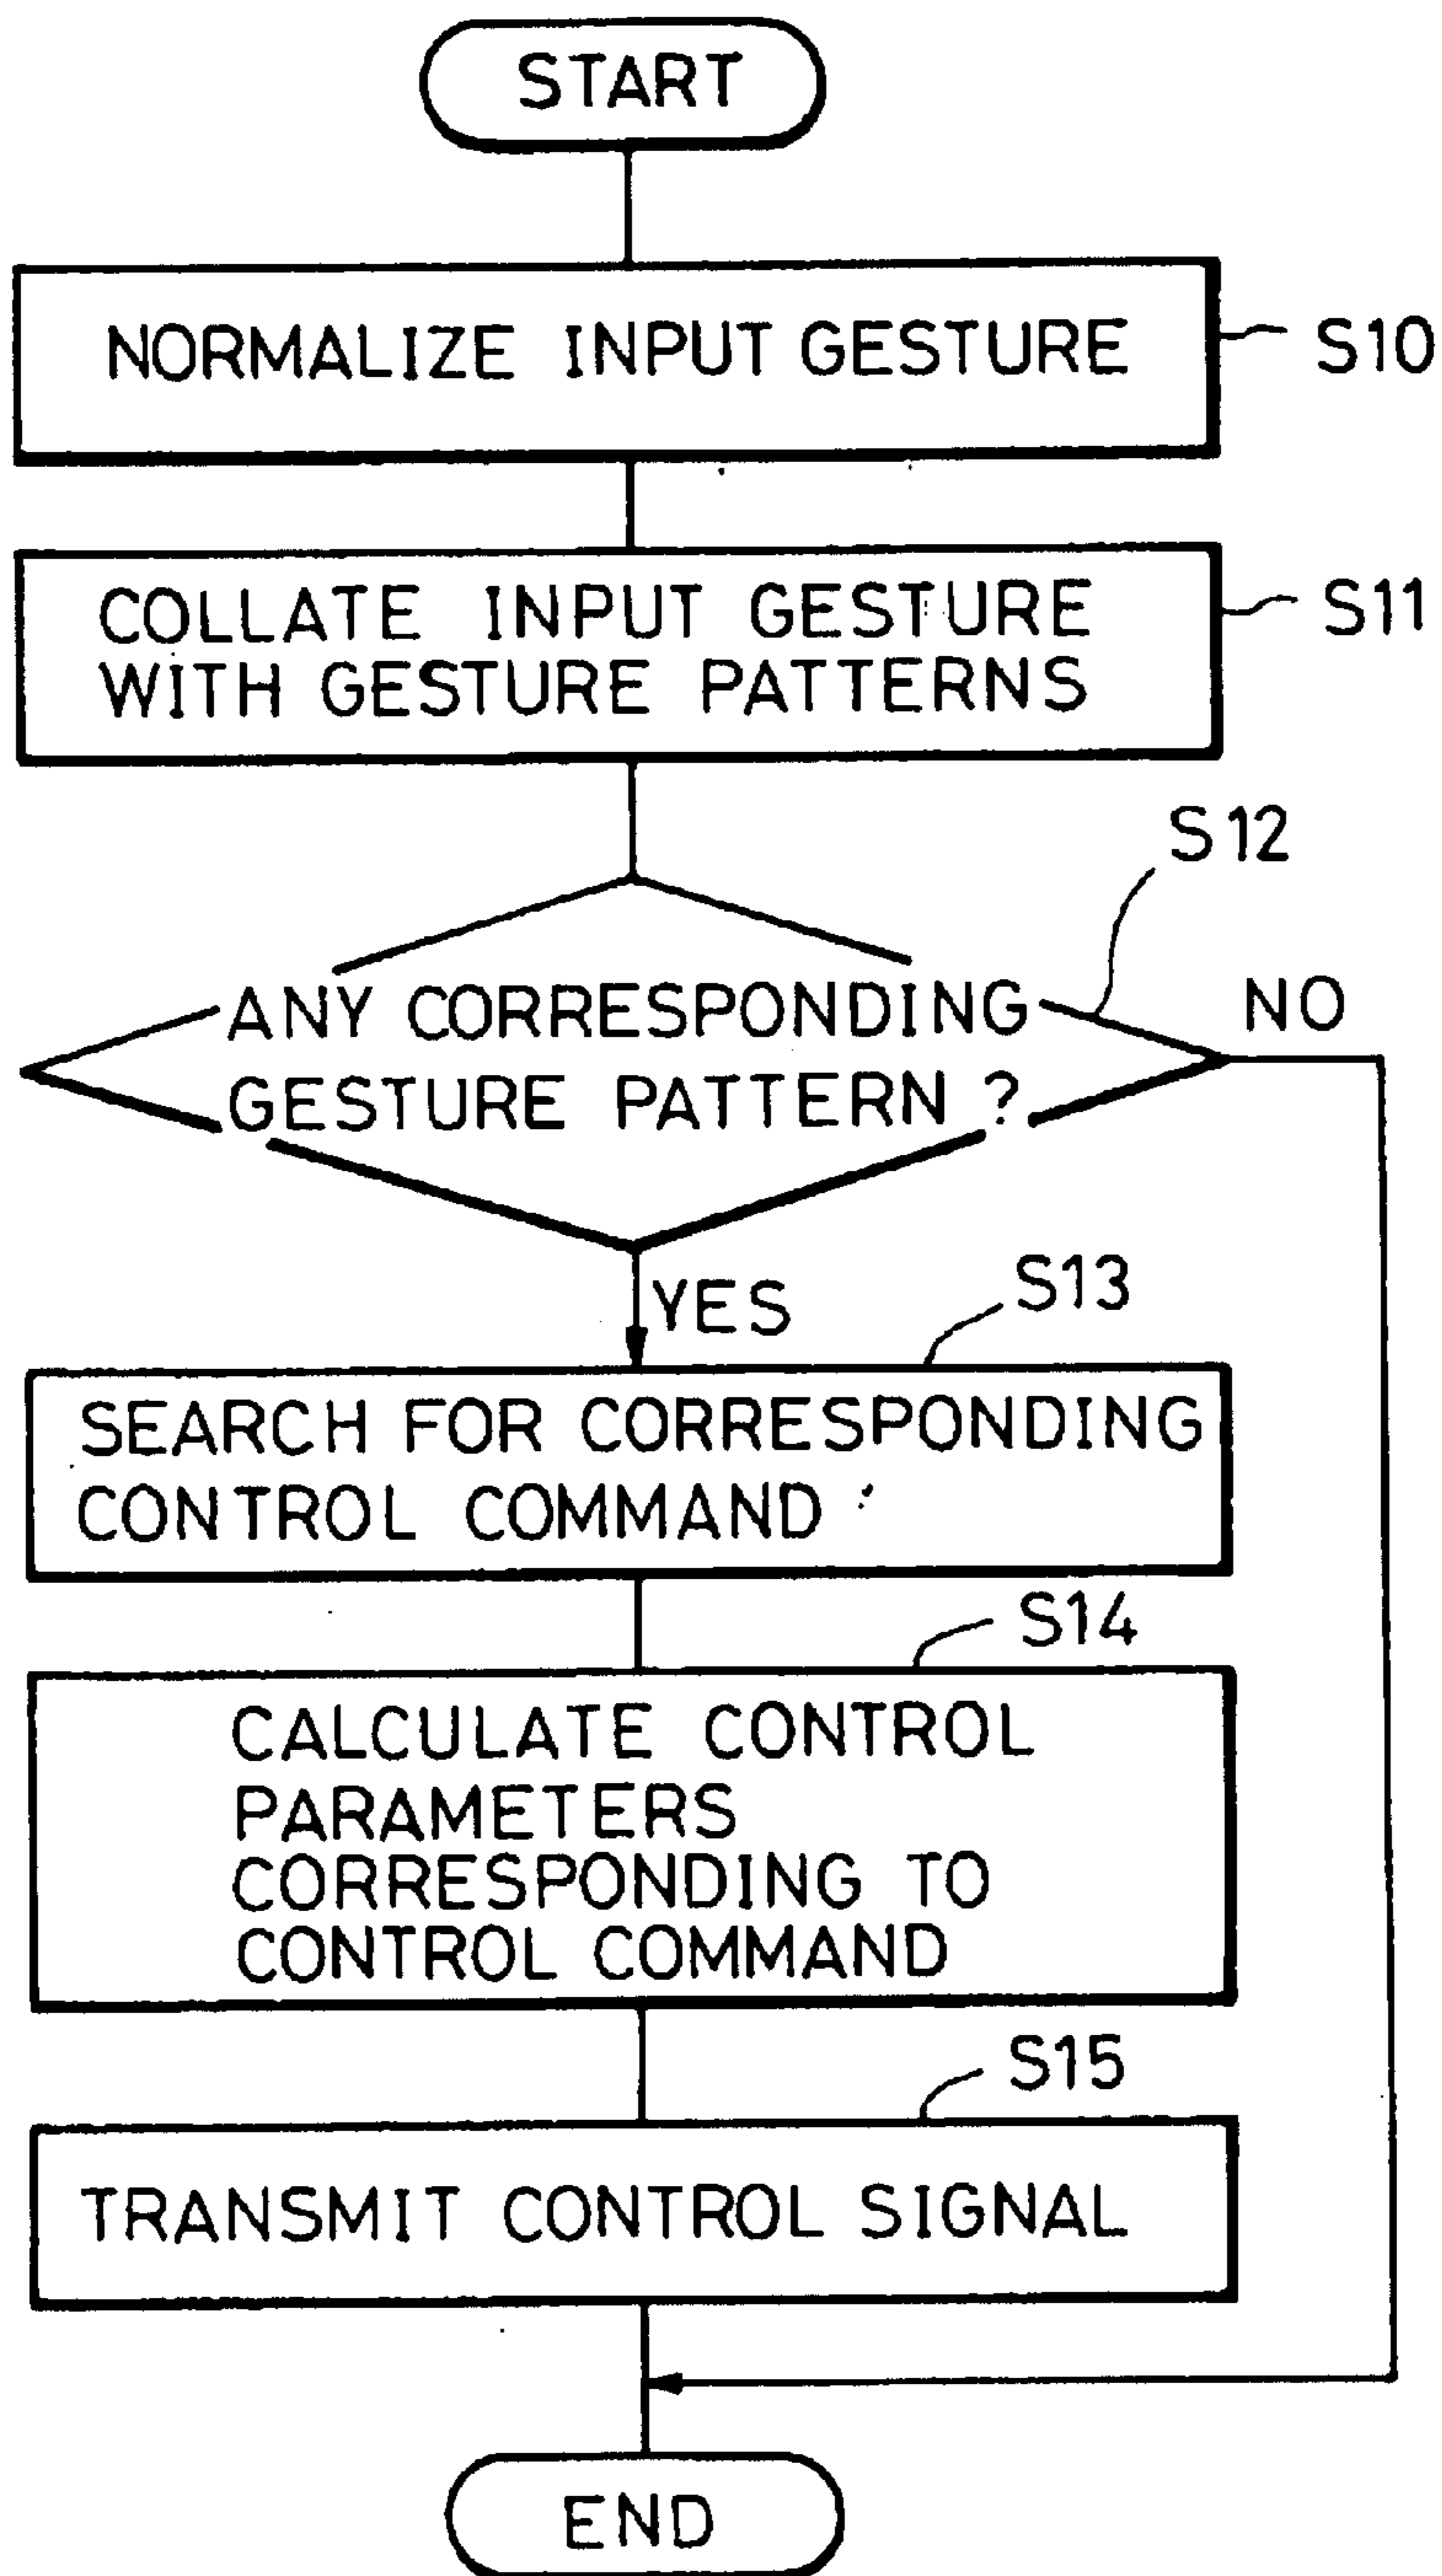 START
NORMALIZE INPUT GESTURE
S10
COLLATE INPUT GESTURE
WITH GESTURE PATTERNS
S11
S12
ANY CORRESPONDING
GESTURE PATTERN ?
NO
YES
S13
SEARCH FOR CORRESPONDING
CONTROL COMMAND
S14
CALCULATE CONTROL
PARAMETERS
CORRESPONDING TO
CONTROL COMMAND
S15
TRANSMIT CONTROL SIGNAL
END